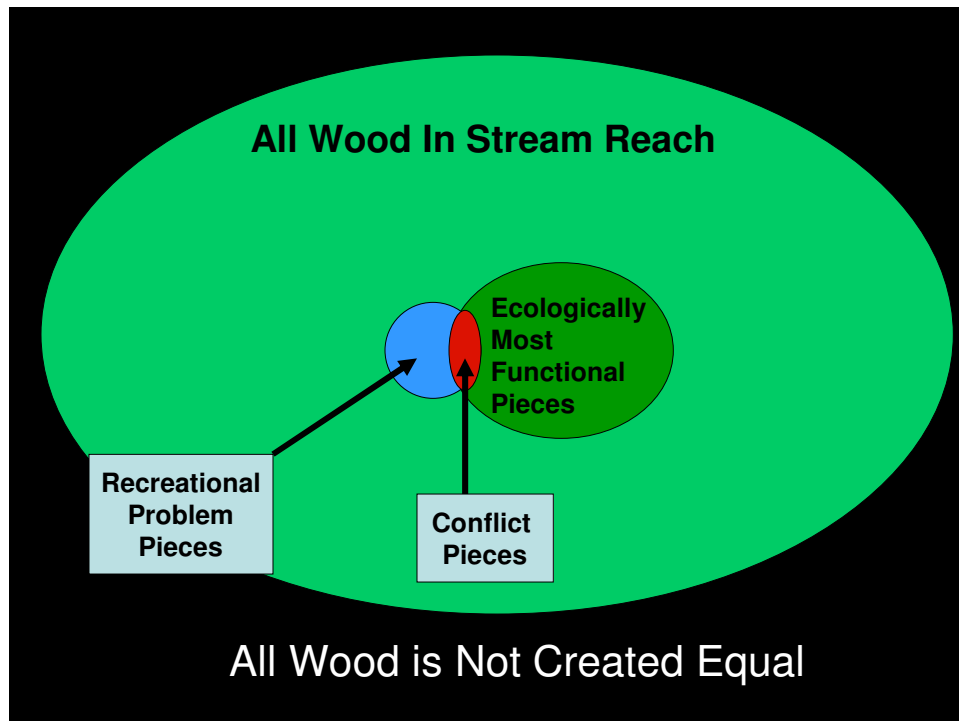 All Wood In Stream Reach
Ecologically
Most
Functional
Pieces
Recreational
Problem
Pieces
Conflict
Pieces
All Wood is Not Created Equal